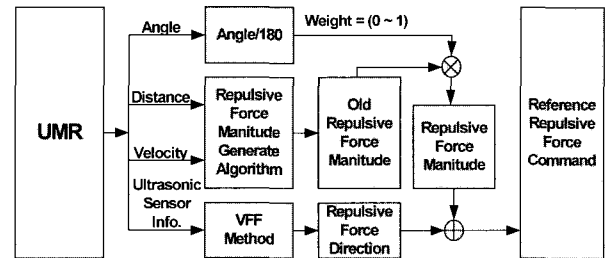 UMR
Angle
Angle/180
Weight = (0 ~ 1)
Distance
Velocity
Repulsive
Force
Manitude
Generate
Algorithm
Old
Repulsive
Force
Manitude
Repulsive
Force
Manitude
Reference
Repulsive
Force
Command
Ultrasonic
Sensor
Info.
VFF
Method
Repulsive
Force
Direction